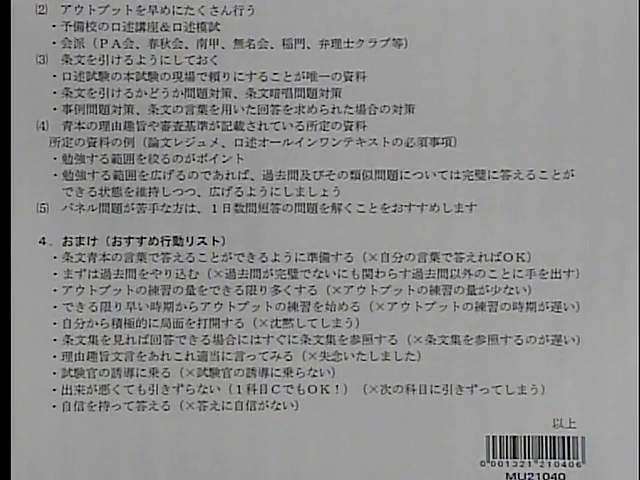 (2) アウトプットを早めにたくさん行う
・予備校の口述講座＆口述模試
・会派（ＰＡ会、春秋会、南甲、無名会、稲門、弁理士クラブ等）
(3) 条文を引けるようにしておく
・口述試験の本試験の現場で頼りにすることが唯一の資料
・条文を引けるかどうか問題対策、条文暗唱問題対策
・事例問題対策、条文の言葉を用いた回答を求められた場合の対策
(4) 青本の理由趣旨や審査基準が記載されている所定の資料
所定の資料の例（論文レジュメ、口述オールインワンテキストの必須事項）
・勉強する範囲を絞るのがポイント
・勉強する範囲を広げるのであれば、過去問及びその類似問題については完璧に答えることが
できる状態を維持しつつ、広げるようにしましょう
(5) パネル問題が苦手な方は、１日数問短答の問題を解くことをおすすめします
４．おまけ（おすすめ行動リスト）
・条文青本の言葉で答えることができるように準備する（×自分の言葉で答えればOK）
・まずは過去問をやり込む（×過去問が完璧でないにも関わらず過去問以外のことに手を出す）
・アウトプットの練習の量をできる限り多くする（×アウトプットの練習の量が少ない）
・できる限り早い時期からアウトプットの練習を始める（×アウトプットの練習の時期が遅い）
・自分から積極的に局面を打開する（×沈黙してしまう）
・条文集を見れば回答できる場合にはすぐに条文集を参照する（×条文集を参照するのが遅い）
・理由趣旨文言をあれこれ適当に言ってみる（×失念いたしました）
・試験官の誘導に乗る（×試験官の誘導に乗らない）
・出来が悪くても引きずらない（１科目ＣでもＯＫ！）（×次の科目に引きずってしまう）
・自信を持って答える（×答えに自信がない）
以上
0001321210406
MU21040